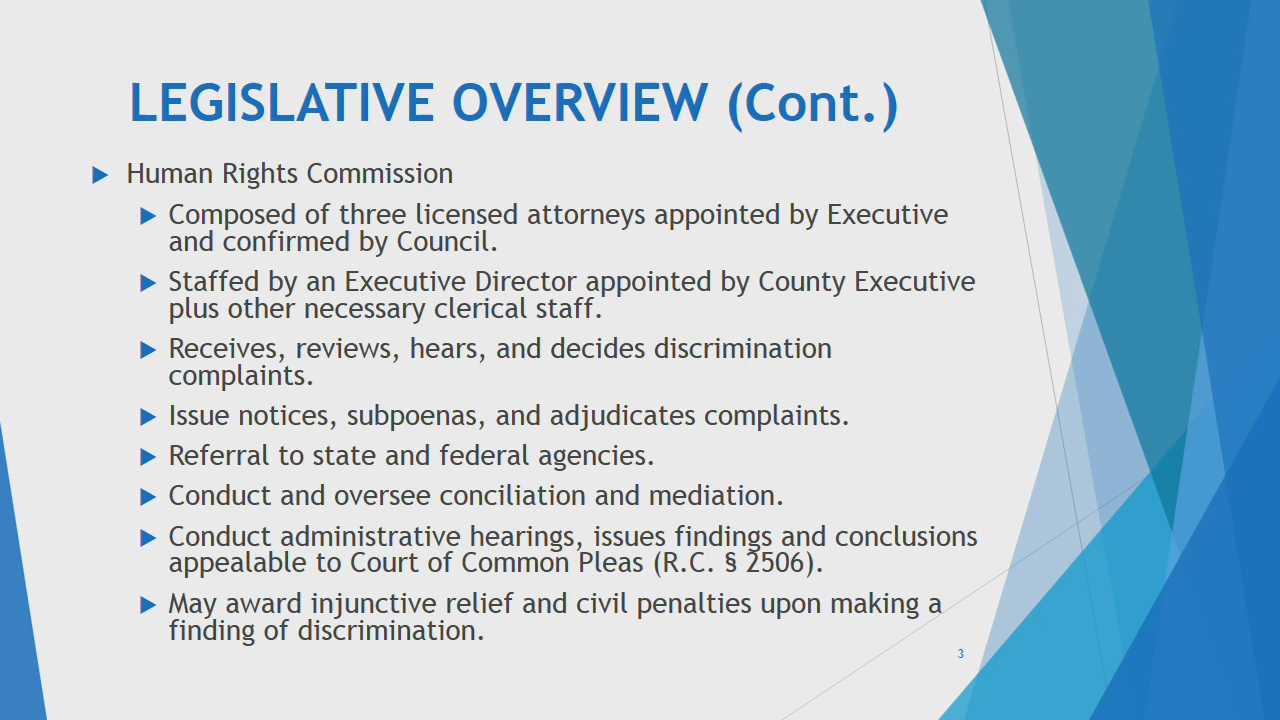 LEGISLATIVE OVERVIEW (Cont.)
Human Rights Commission
Composed of three licensed attorneys appointed by Executive
and confirmed by Council.
Staffed by an Executive Director appointed by County Executive
plus other necessary clerical staff.
Receives, reviews, hears, and decides discrimination
complaints.
Issue notices, subpoenas, and adjudicates complaints.
Referral to state and federal agencies.
Conduct and oversee conciliation and mediation.
Conduct administrative hearings, issues findings and conclusions
appealable to Court of Common Pleas (R.C. § 2506).
May award injunctive relief and civil penalties upon making a
finding of discrimination.
3